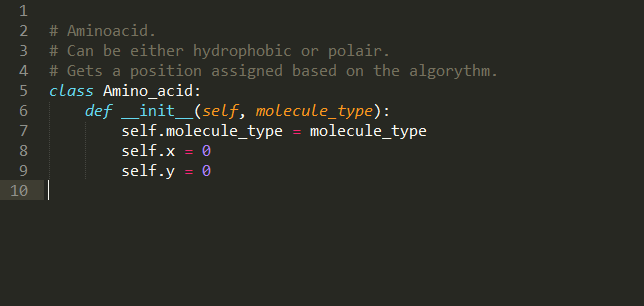 1
2 # Aminoacid.
3 # Can be either hydrophobic or polair.
4 # Gets a position assigned based on the algorythm.
5 class Amino_acid:
6     def __init__(self, molecule_type):
7         self.molecule_type = molecule_type
8         self.x = 0
9         self.y = 0
10